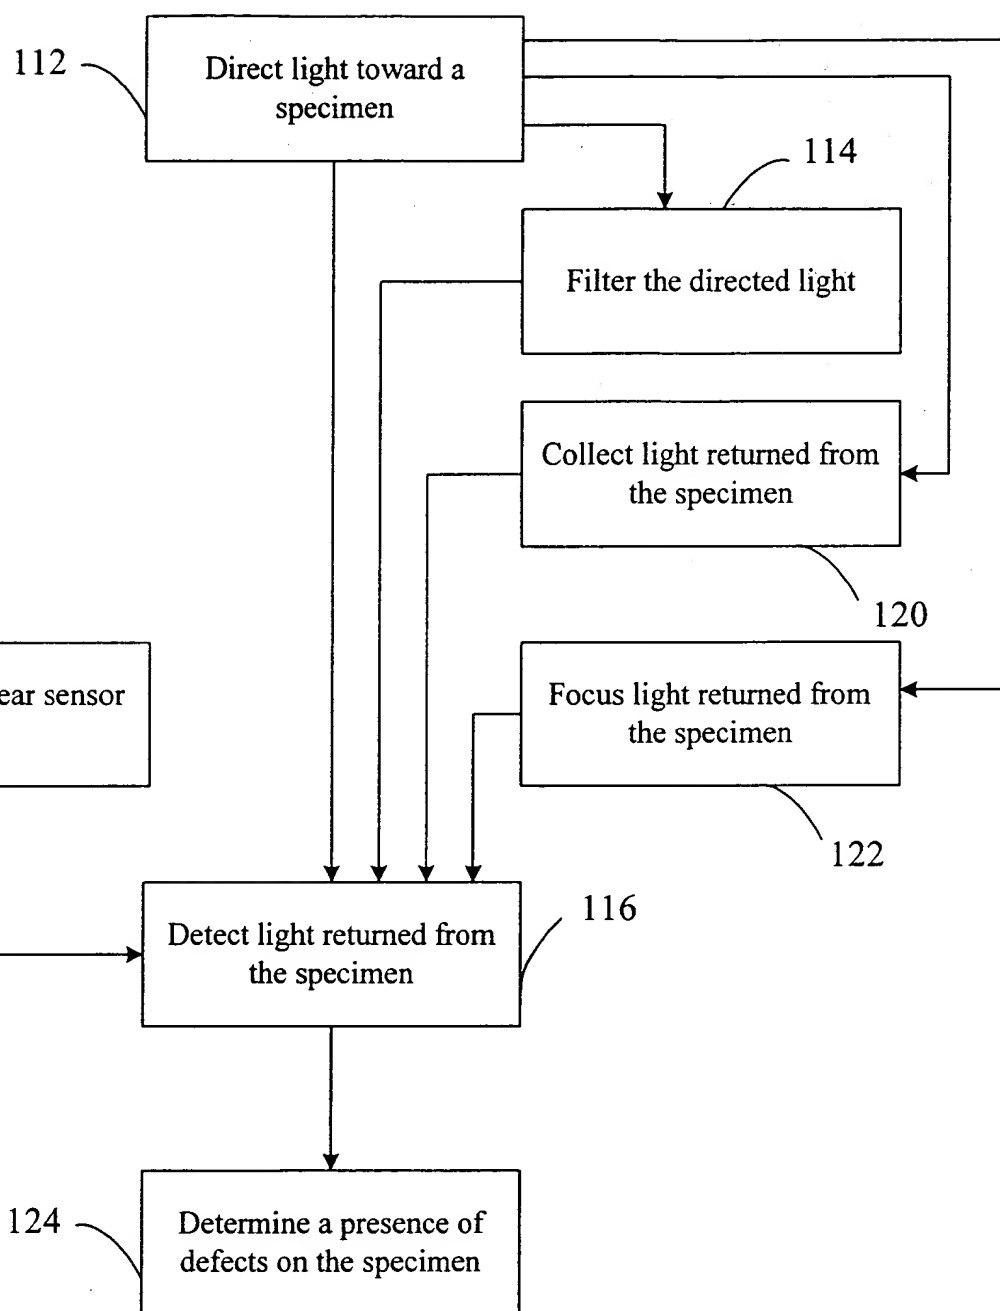 112
Direct light toward a
specimen
114
Filter the directed light
Collect light returned from
the specimen
120
sensor
Focus light returned from
the specimen
122
116
Detect light returned from
the specimen
124
Determine a presence of
defects on the specimen